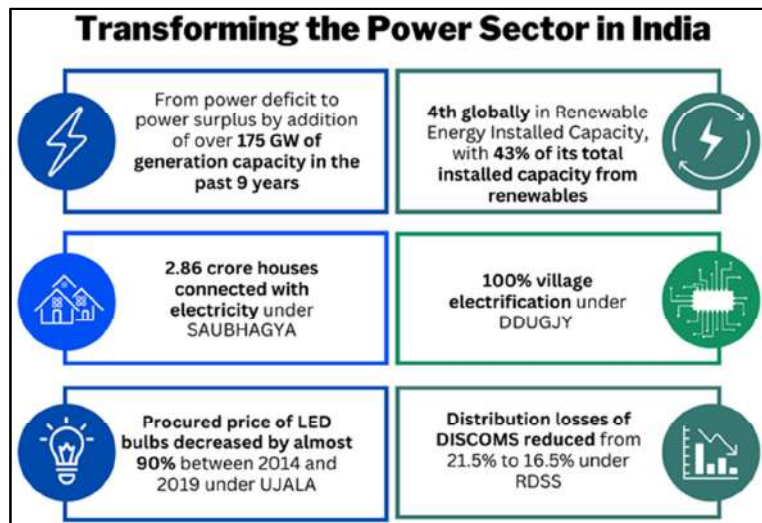 Transforming the Power Sector in India
From power deficit to
power surplus by addition
of over 175 GW of
generation capacity in the
past 9 years
4th globally in Renewable
Energy Installed Capacity,
with 43% of its total
installed capacity from
renewables
2.86 crore houses
connected with
electricity under
SAUBHAGYA
100% village
electrification under
DDUGJY
Procured price of LED
bulbs decreased by almost
90% between 2014 and
2019 under UJALA
Distribution losses of
DISCOMS reduced from
21.5% to 16.5% under
RDSS